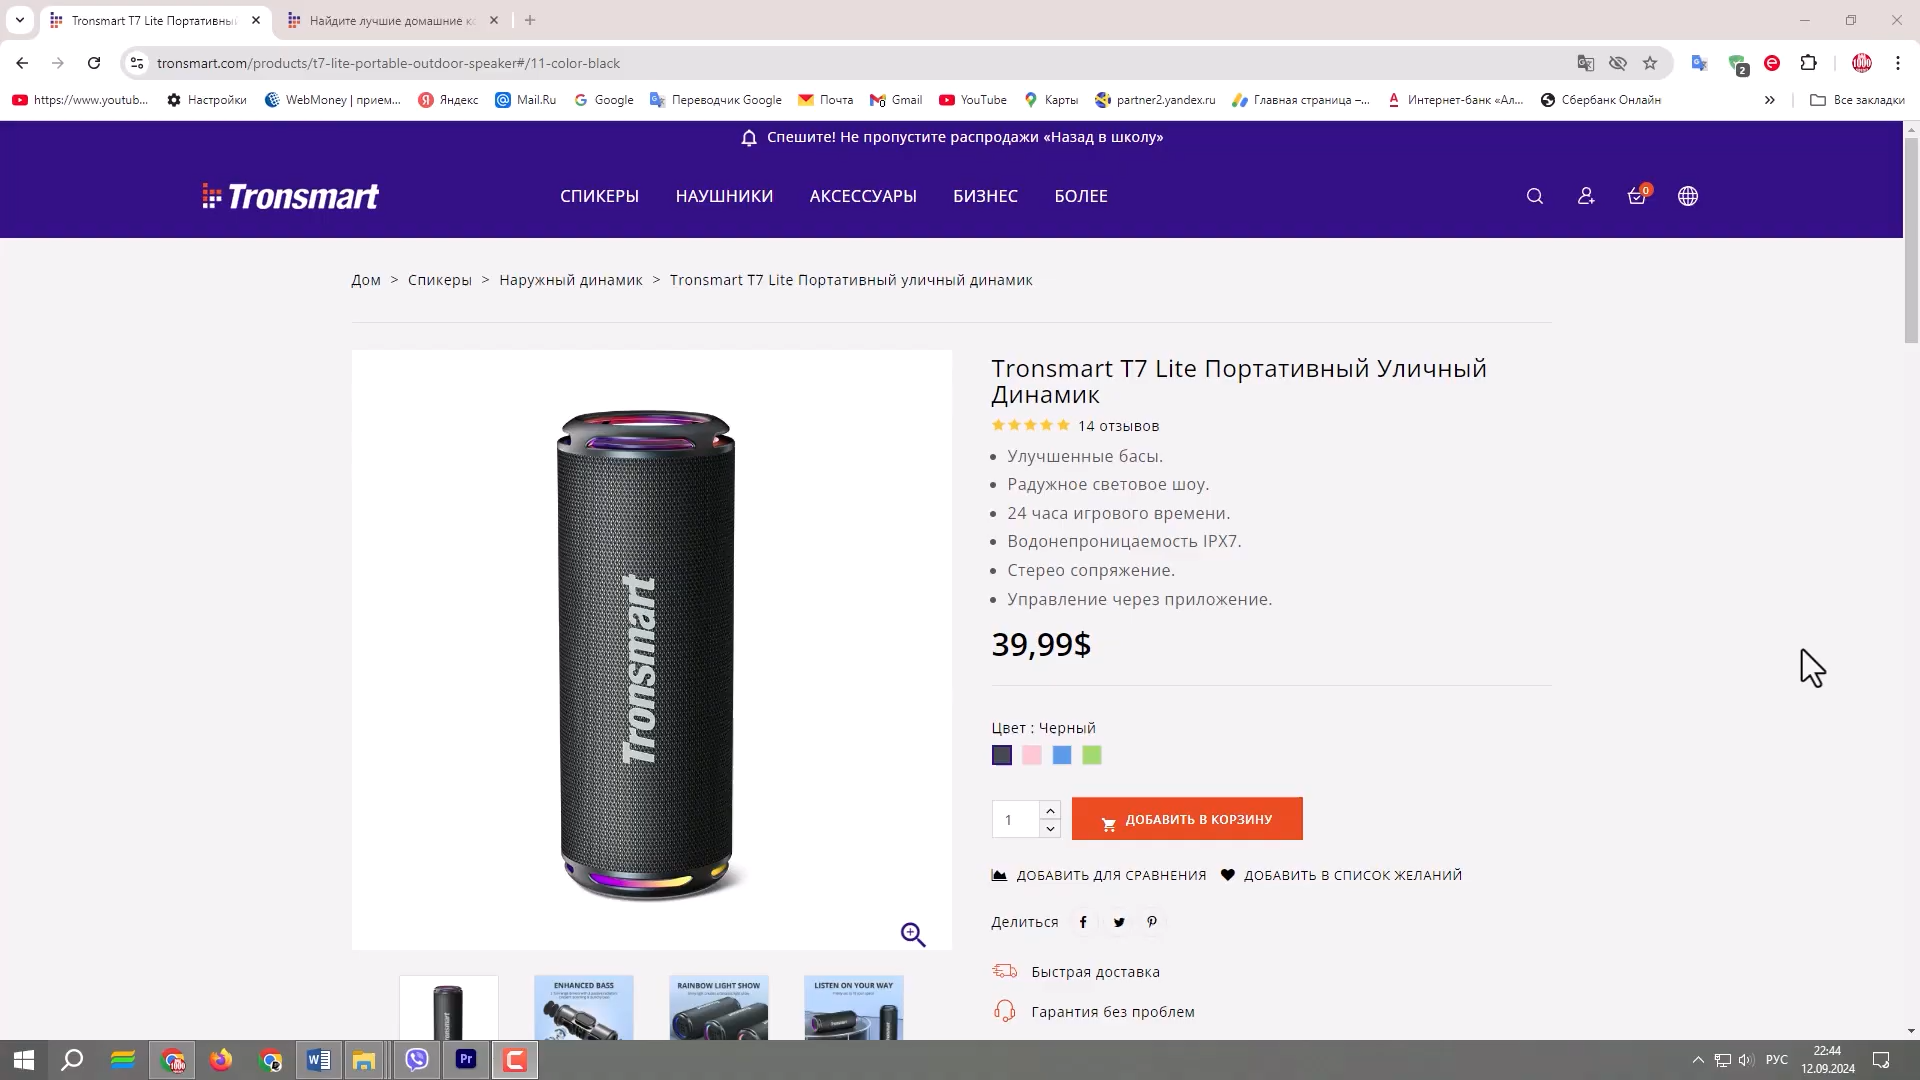 Tronsmart T7 Lite Портативный
Найдите лучшие домашние к
tronsmart.com/products/t7-lite-portable-outdoor-speaker#/11-color-black
2
1000
https://www.youtub...
Настройки
WebMoney | прием...
Яндекс
Mail.Ru
Google
Переводчик Google
Почта
Gmail
YouTube
Карты
partner2.yandex.ru
Главная страница –...
Интернет-банк «Ал...
Сбербанк Онлайн
Все закладки
Спешите! Не пропустите распродажи «Назад в школу»
Tronsmart
СПИКЕРЫ
НАУШНИКИ
АКСЕССУАРЫ
БИЗНЕС
БОЛЕЕ
0
Дом > Спикеры > Наружный динамик > Tronsmart T7 Lite Портативный уличный динамик
Tronsmart
Tronsmart T7 Lite Портативный Уличный
Динамик
14 отзывов
Улучшенные басы.
Радужное световое шоу.
24 часа игрового времени.
Водонепроницаемость IPX7.
Стерео сопряжение.
Управление через приложение.
39,99$
Цвет : Черный
1
ДОБАВИТЬ В КОРЗИНУ
ДОБАВИТЬ ДЛЯ СРАВНЕНИЯ
ДОБАВИТЬ В СПИСОК ЖЕЛАНИЙ
Делиться
Быстрая доставка
Гарантия без проблем
Tronsmart
ENHANCED BASS
RAINBOW LIGHT SHOW
LISTEN ON YOUR WAY
Pr
РУС
22:44
12.09.2024